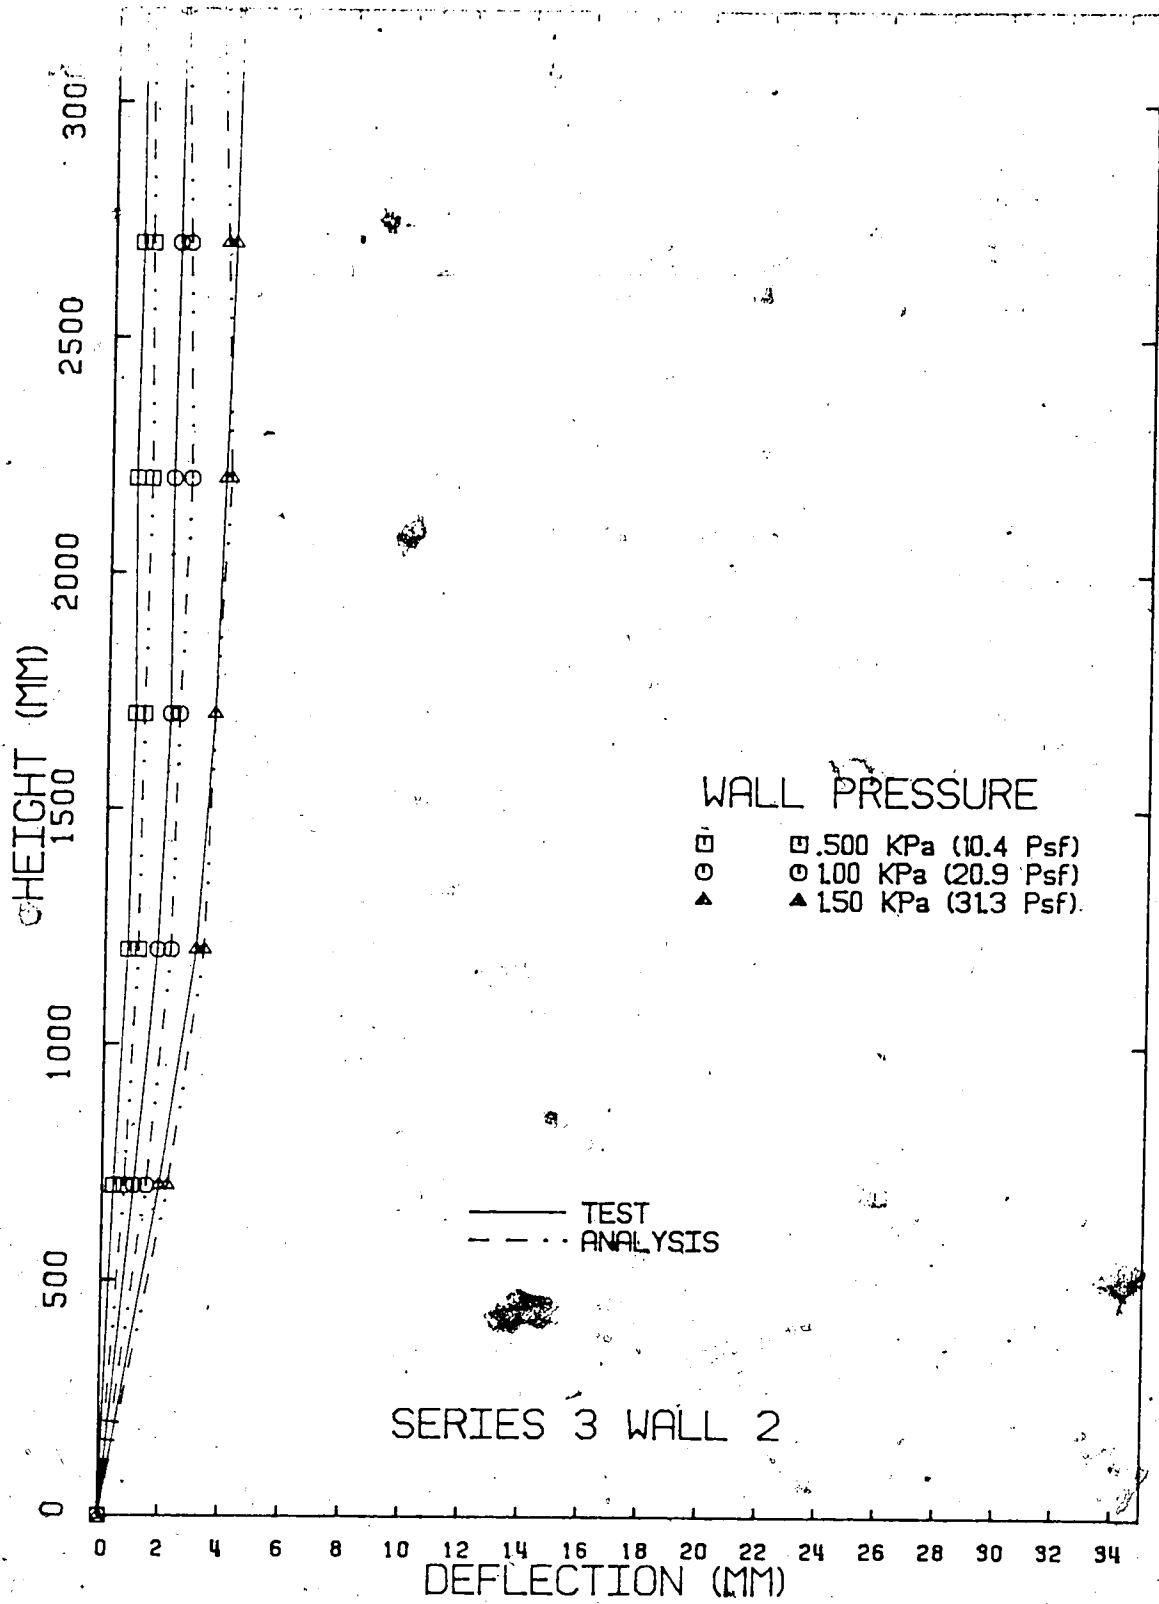 300
2500
2000
1500
1000
500
0
HEIGHT (MM)
WALL PRESSURE
.500 KPa (10.4 Psf)
1.00 KPa (20.9 Psf)
1.50 KPa (31.3 Psf)
TEST
ANALYSIS
SERIES 3 WALL 2
0 2 4 6 8 10 12 14 16 18 20 22 24 26 28 30 32 34
DEFLECTION (MM)